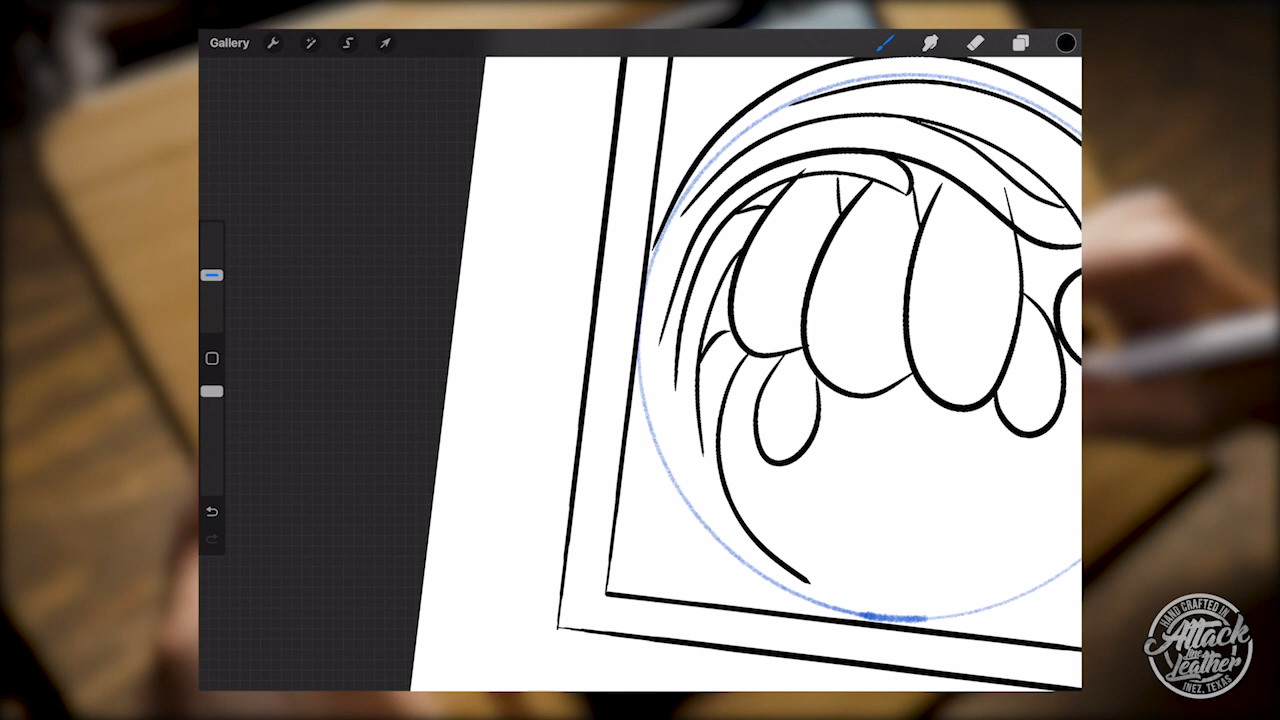 Gallery
HAND CRAFTED IN
Attack
the
Leather
INEZ, TEXAS